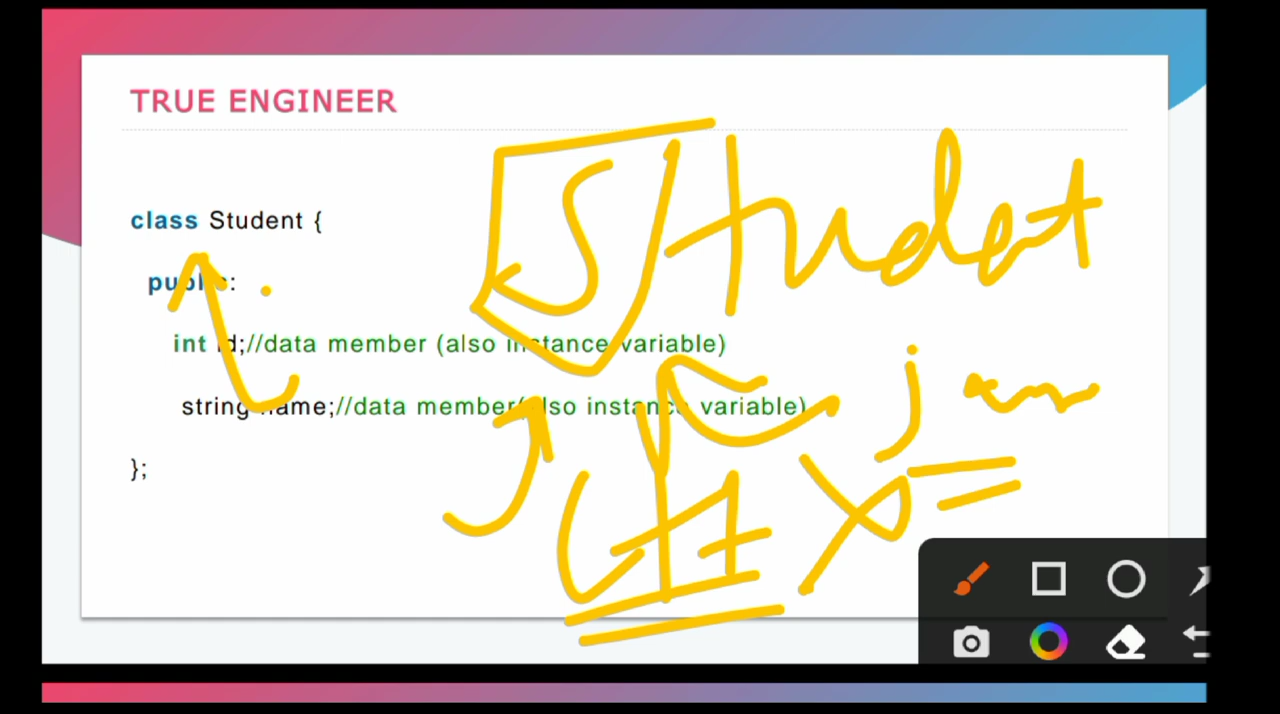 TRUE ENGINEER
Student
class Student {
public:
int id;//data member (also instance variable)
string name;//data member(also instance variable)
};